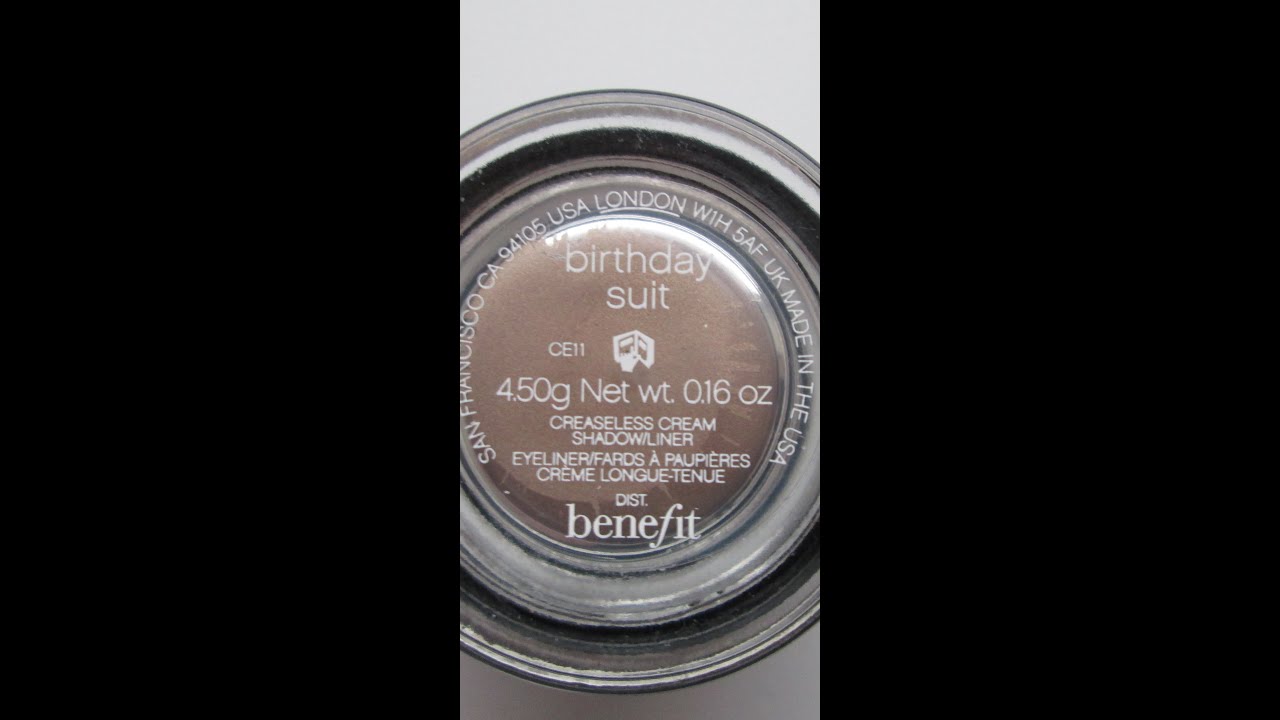 SAN FRANCISCO CA 94105 USA LONDON W1H 5AF UK MADE IN THE USA
birthday
suit
CE11
4.50g Net wt. 0.16 oz
CREASELESS CREAM
SHADOW/LINER
EYELINER/FARDS À PAUPIÈRES
CRÈME LONGUE-TENUE
DIST.
benefit